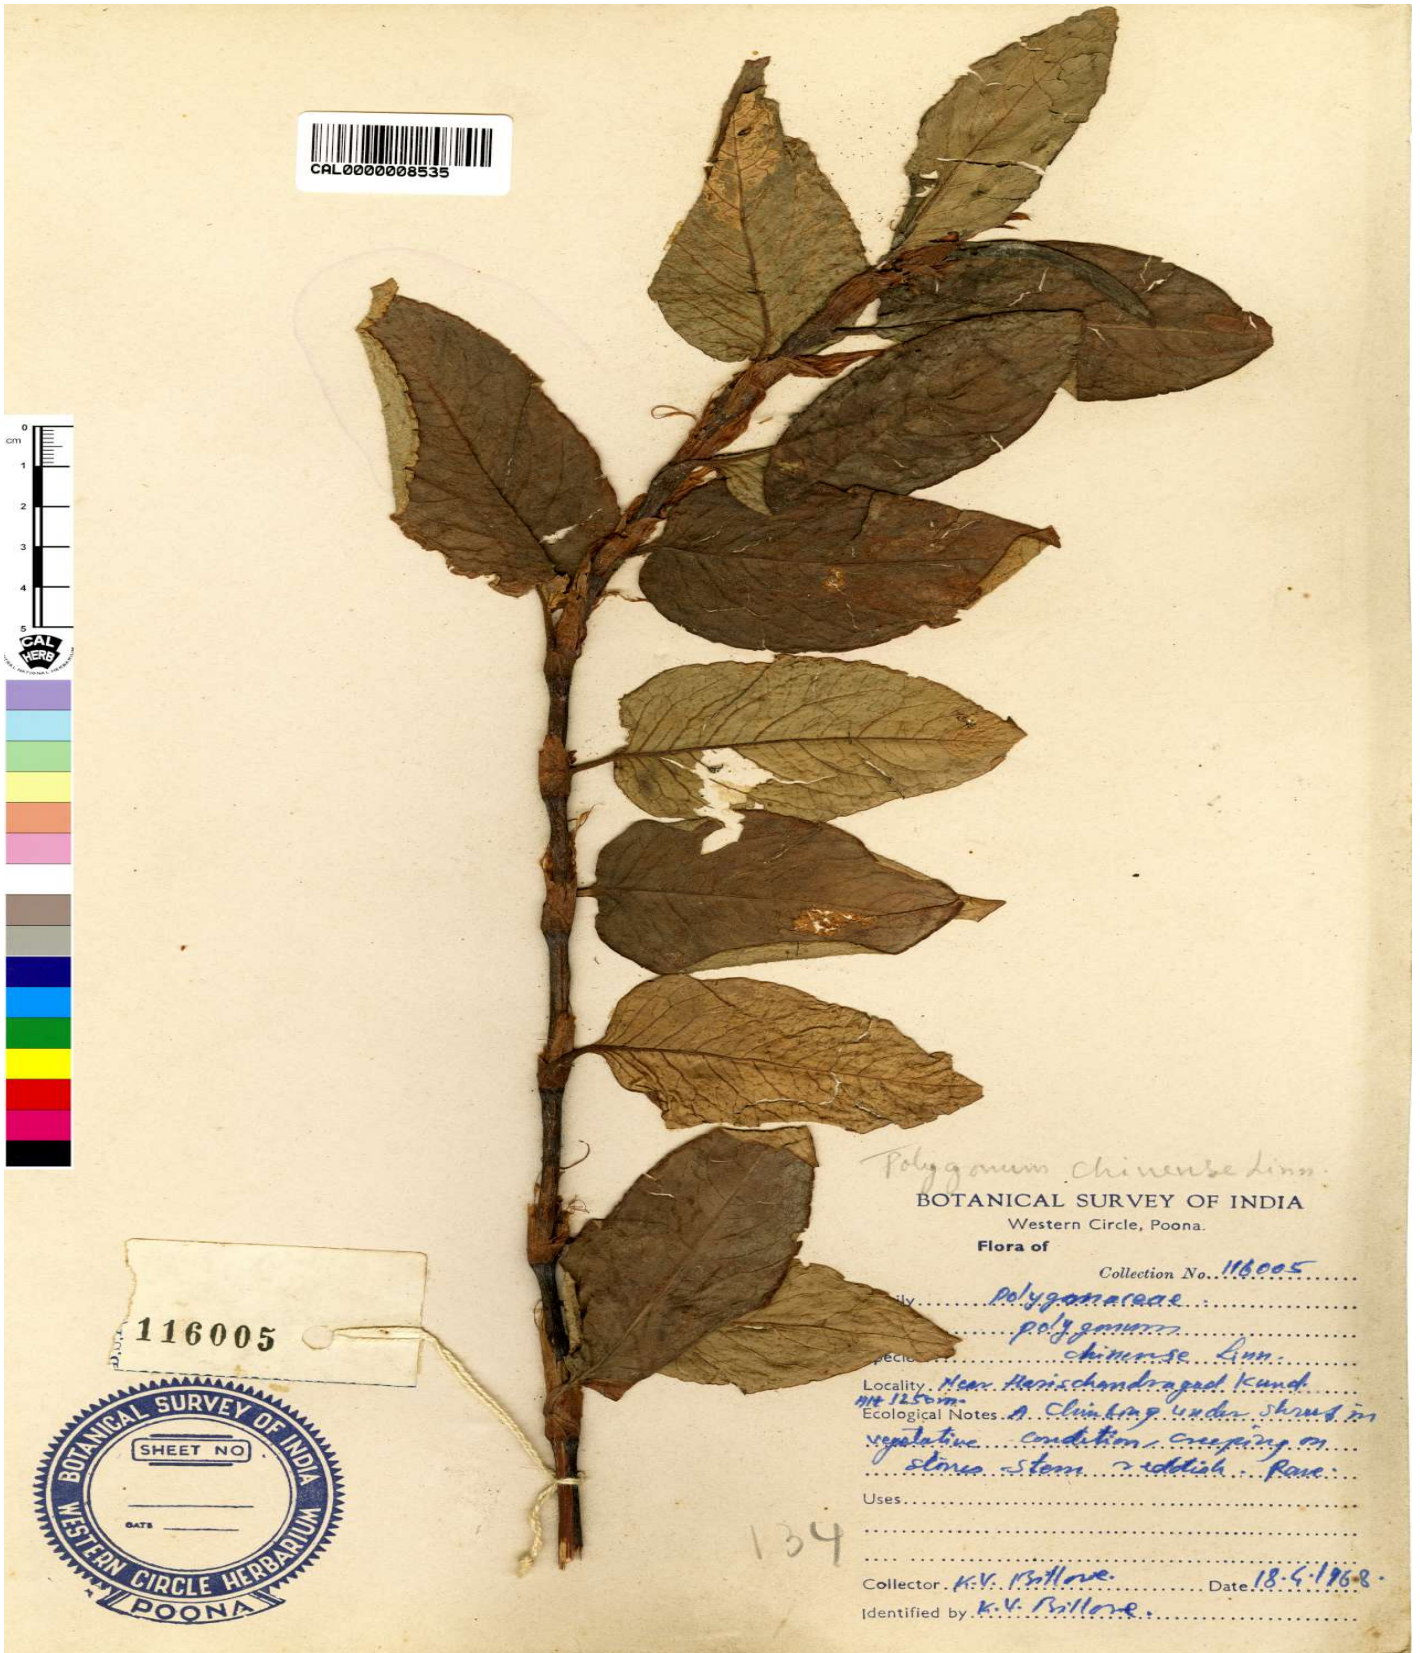 CAL0000008535
0
cm
1
2
3
4
5
CAL
HERB
Polygonum chinense Linn.
BOTANICAL SURVEY OF INDIA
Western Circle, Poona.
Flora of
Collection No. 116005
ily polygonaceae
polygonum
pecie chinense Linn.
Locality Near Harischandragad Kund
Alt 1250m.
Ecological Notes A Climbing under shrub in
vegetative condition, creeping on
stones - stem reddish. Rare.
Uses
Collector K.V. Billore. Date 18.4.1968.
Identified by K.V. Billore.
134
116005
BOTANICAL SURVEY OF INDIA
SHEET NO
DATE
WESTERN CIRCLE HERBARIUM
POONA